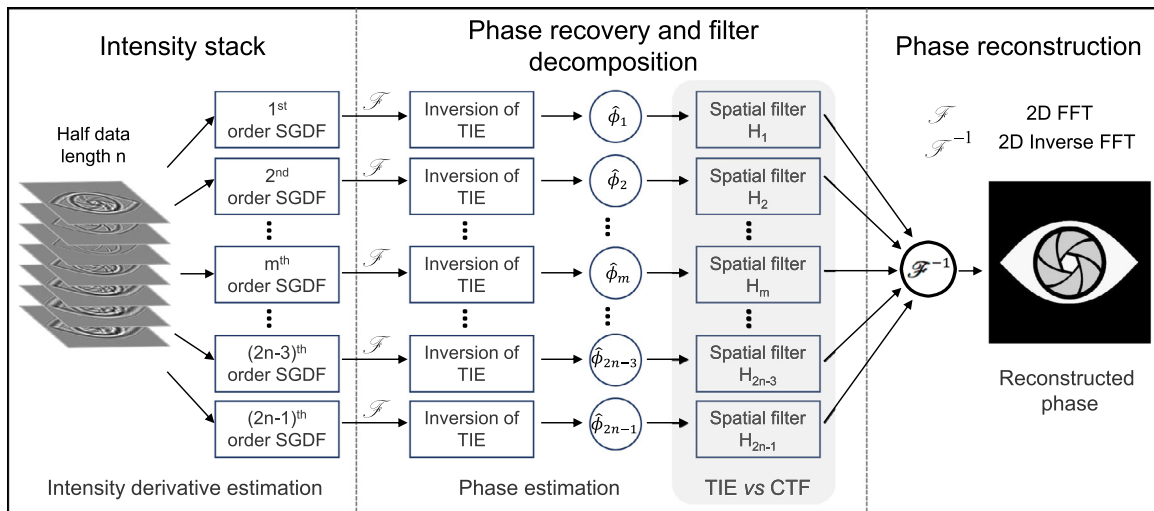 Intensity stack
Phase recovery and filter
decomposition
Phase reconstruction
Half data
length n
1st
order SGDF
ℱ
Inversion of
TIE
ϕ̂1
Spatial filter
H1
2nd
order SGDF
ℱ
Inversion of
TIE
ϕ̂2
Spatial filter
H2
mth
order SGDF
ℱ
Inversion of
TIE
ϕ̂m
Spatial filter
Hm
(2n-3)th
order SGDF
ℱ
Inversion of
TIE
ϕ̂2n−3
Spatial filter
H2n-3
(2n-1)th
order SGDF
ℱ
Inversion of
TIE
ϕ̂2n−1
Spatial filter
H2n-1
ℱ−1
ℱ 2D FFT
ℱ−1 2D Inverse FFT
Reconstructed
phase
Intensity derivative estimation
Phase estimation
TIE vs CTF